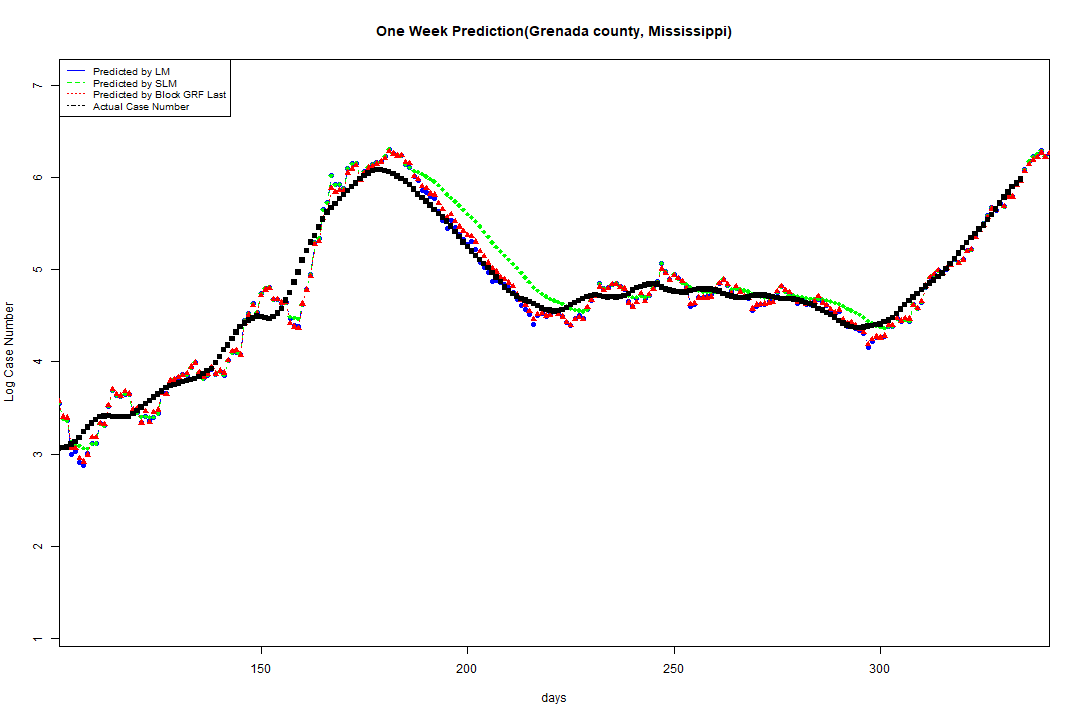 One Week Prediction(Grenada county, Mississippi)
Predicted by LM
Predicted by SLM
Predicted by Block GRF Last
Actual Case Number
7
6
5
4
3
2
1
Log Case Number
150 200 250 300
days